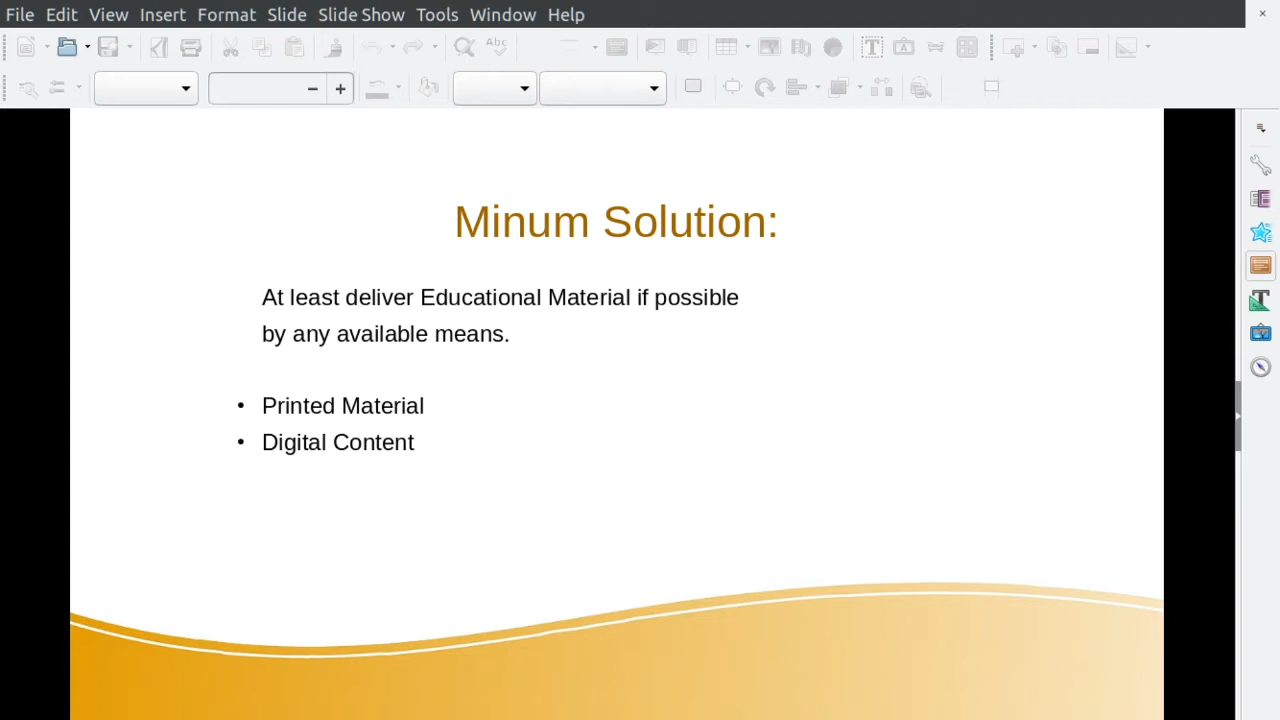 File Edit View Insert Format Slide Slide Show Tools Window Help
Minum Solution:
At least deliver Educational Material if possible
by any available means.
• Printed Material
• Digital Content